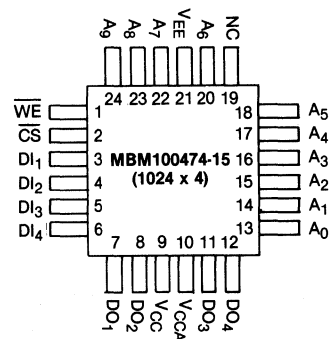 A₉ A₈ A₇ VEE A₆ NC
24 23 22 21 20 19
W̅E̅ 1 18 A₅
C̅S̅ 2 17 A₄
DI₁ 3 MBM100474-15 16 A₃
DI₂ 4 (1024 x 4) 15 A₂
DI₃ 5 14 A₁
DI₄ 6 13 A₀
7 8 9 10 11 12
DO₁ DO₂ VCC VCCA DO₃ DO₄